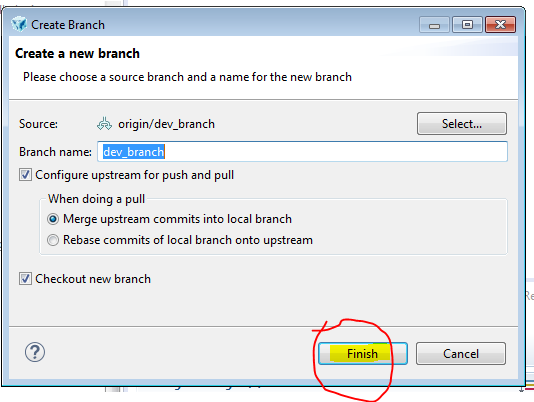 Create Branch
Create a new branch
Please choose a source branch and a name for the new branch
Source: origin/dev_branch Select...
Branch name: dev_branch
Configure upstream for push and pull
When doing a pull
Merge upstream commits into local branch
Rebase commits of local branch onto upstream
Checkout new branch
Finish Cancel